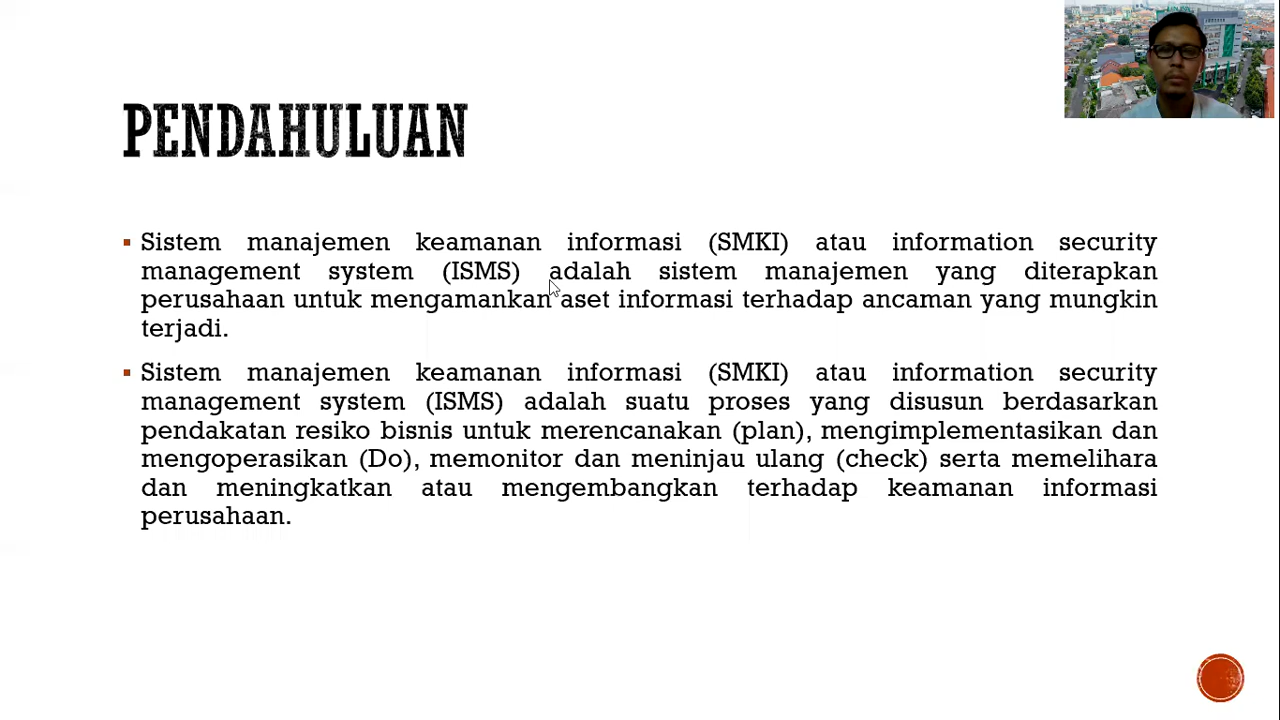 PENDAHULUAN
Sistem manajemen keamanan informasi (SMKI) atau information security
management system (ISMS) adalah sistem manajemen yang diterapkan
perusahaan untuk mengamankan aset informasi terhadap ancaman yang mungkin
terjadi.
Sistem manajemen keamanan informasi (SMKI) atau information security
management system (ISMS) adalah suatu proses yang disusun berdasarkan
pendakatan resiko bisnis untuk merencanakan (plan), mengimplementasikan dan
mengoperasikan (Do), memonitor dan meninjau ulang (check) serta memelihara
dan meningkatkan atau mengembangkan terhadap keamanan informasi
perusahaan.